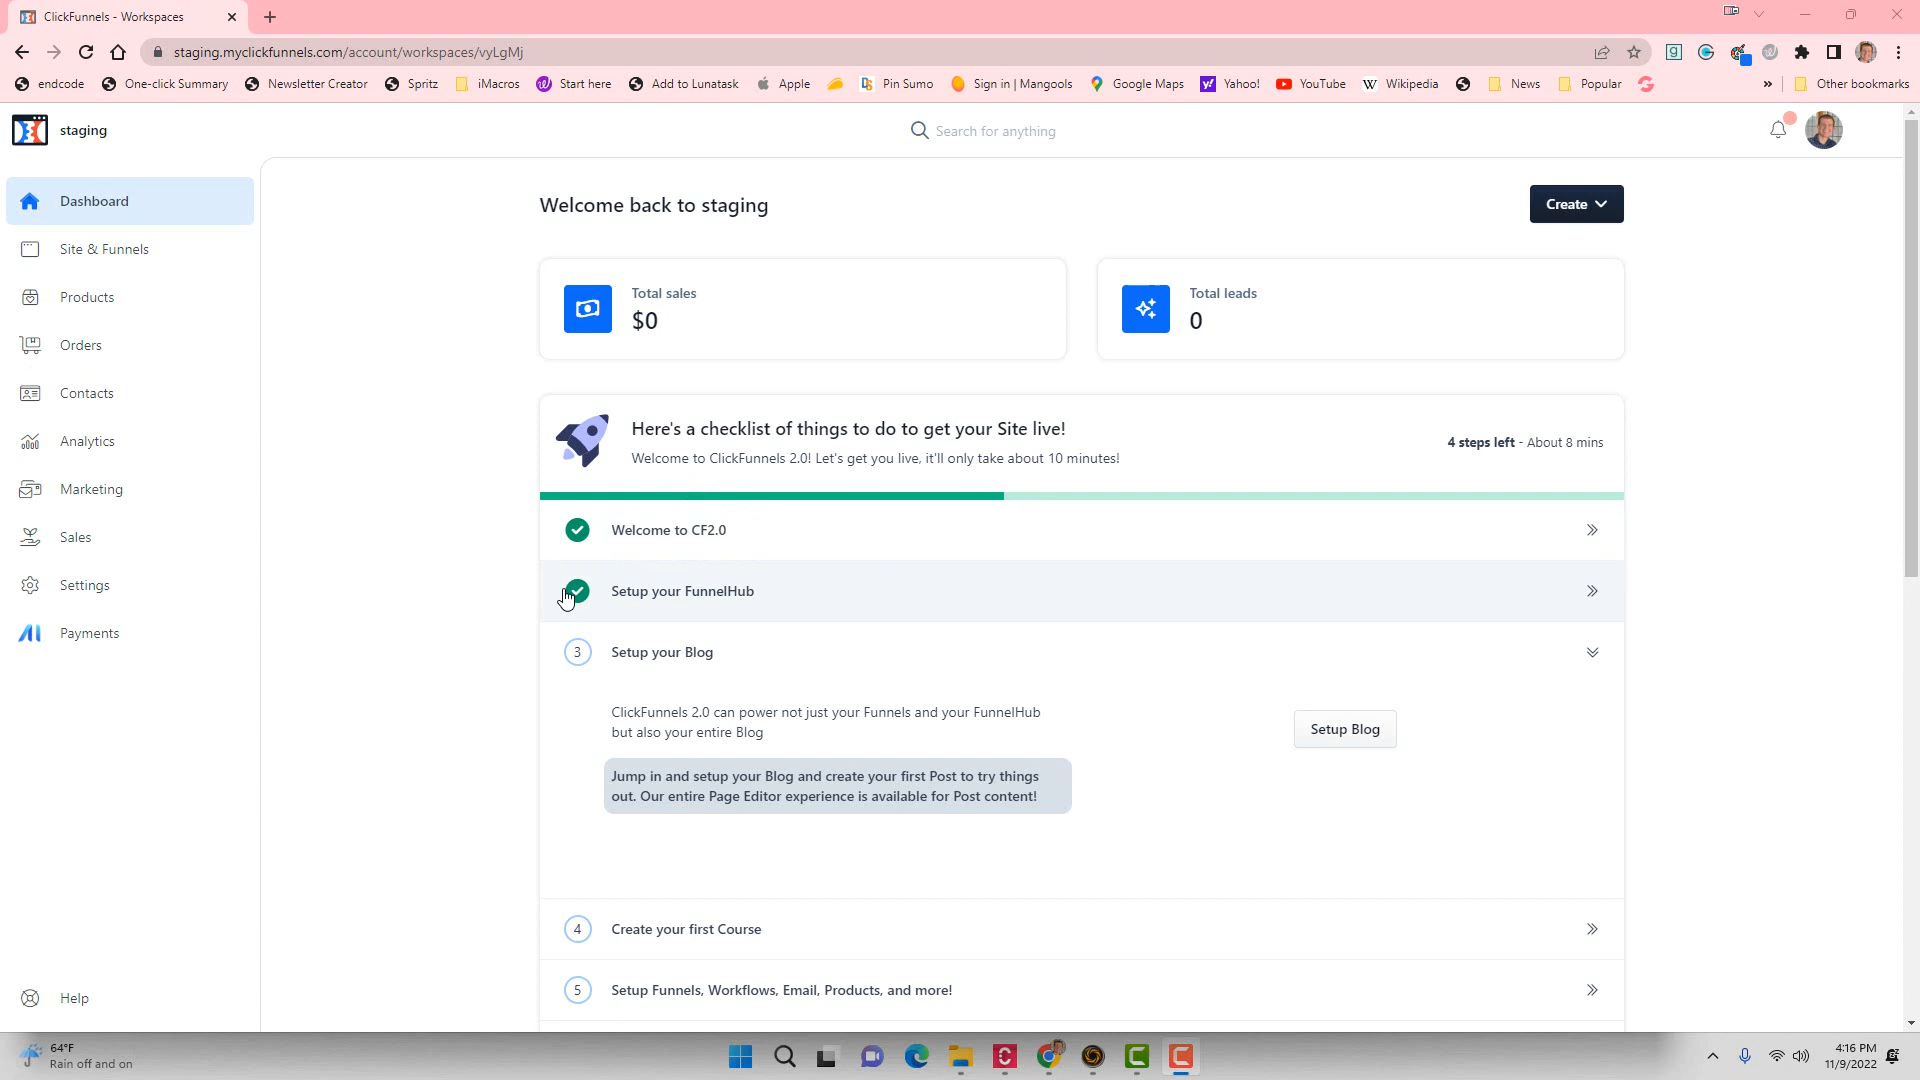 ClickFunnels - Workspaces
staging.myclickfunnels.com/account/workspaces/vyLgMj
endcode One-click Summary Newsletter Creator Spritz iMacros Start here Add to Lunatask Apple Pin Sumo Sign in | Mangools Google Maps Yahoo! YouTube Wikipedia News Popular » Other bookmarks
staging
Search for anything
Dashboard
Site & Funnels
Products
Orders
Contacts
Analytics
Marketing
Sales
Settings
Payments
Help
Welcome back to staging
Create
Total sales
$0
Total leads
0
Here's a checklist of things to do to get your Site live!
Welcome to ClickFunnels 2.0! Let's get you live, it'll only take about 10 minutes!
4 steps left - About 8 mins
Welcome to CF2.0
Setup your FunnelHub
3 Setup your Blog
ClickFunnels 2.0 can power not just your Funnels and your FunnelHub
but also your entire Blog
Setup Blog
Jump in and setup your Blog and create your first Post to try things
out. Our entire Page Editor experience is available for Post content!
4 Create your first Course
5 Setup Funnels, Workflows, Email, Products, and more!
64°F
Rain off and on
4:16 PM
11/9/2022